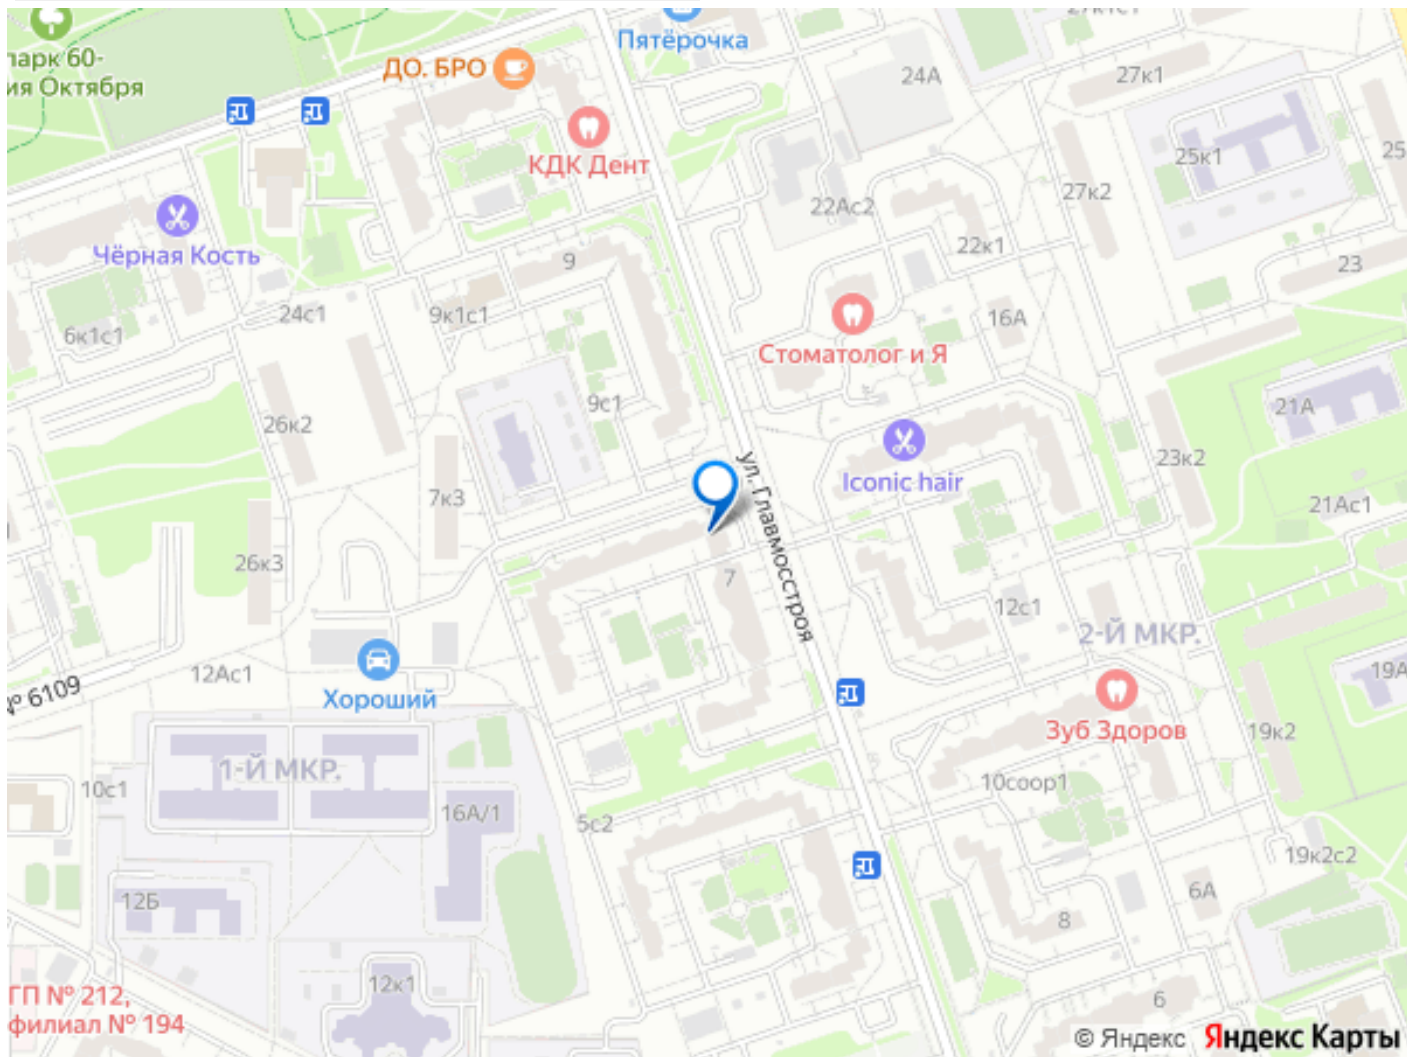 27к1с1
Пятёрочка
парк 60-
ия Октября
ДО. БРО
24А
27к1
КДК Дент
25к1
25
27к2
22Ас2
Чёрная Кость
22к1
9
23
24с1
9к1с1
16А
6к1с1
Стоматолог и Я
9с1
21А
26к2
ул. Главмосстроя
Iconic hair
23к2
7к3
21Ас1
26к3
7
12с1
2-Й МКР.
12Ас1
№ 6109
Хороший
19А
Зуб Здоров
19к2
1-Й МКР.
10с1
10соор1
16А/1
5с2
19к2с2
12Б
6А
8
12к1
ГП № 212,
филиал № 194
6
© Яндекс Яндекс Карты